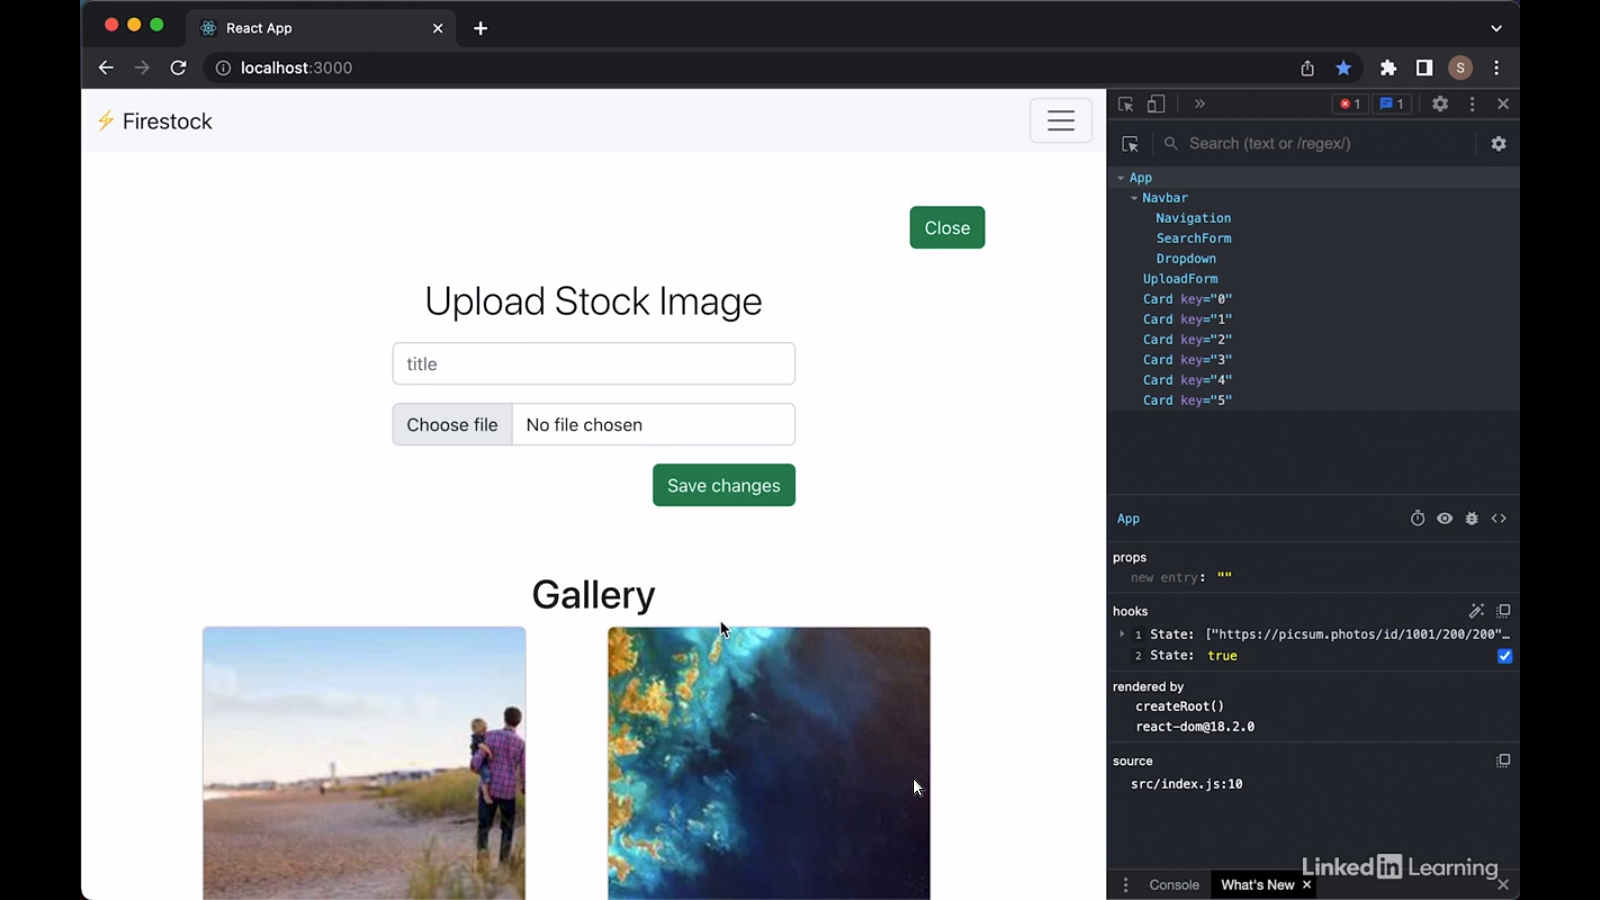 React App
localhost:3000
S
⚡ Firestock
1
1
Search (text or /regex/)
App
Navbar
Navigation
SearchForm
Dropdown
UploadForm
Card key="0"
Card key="1"
Card key="2"
Card key="3"
Card key="4"
Card key="5"
Close
Upload Stock Image
title
Choose file No file chosen
Save changes
Gallery
App
props
new entry: ""
hooks
1 State: ["https://picsum.photos/id/1001/200/200"…
2 State: true
rendered by
createRoot()
react-dom@18.2.0
source
src/index.js:10
LinkedIn Learning
Console What's New